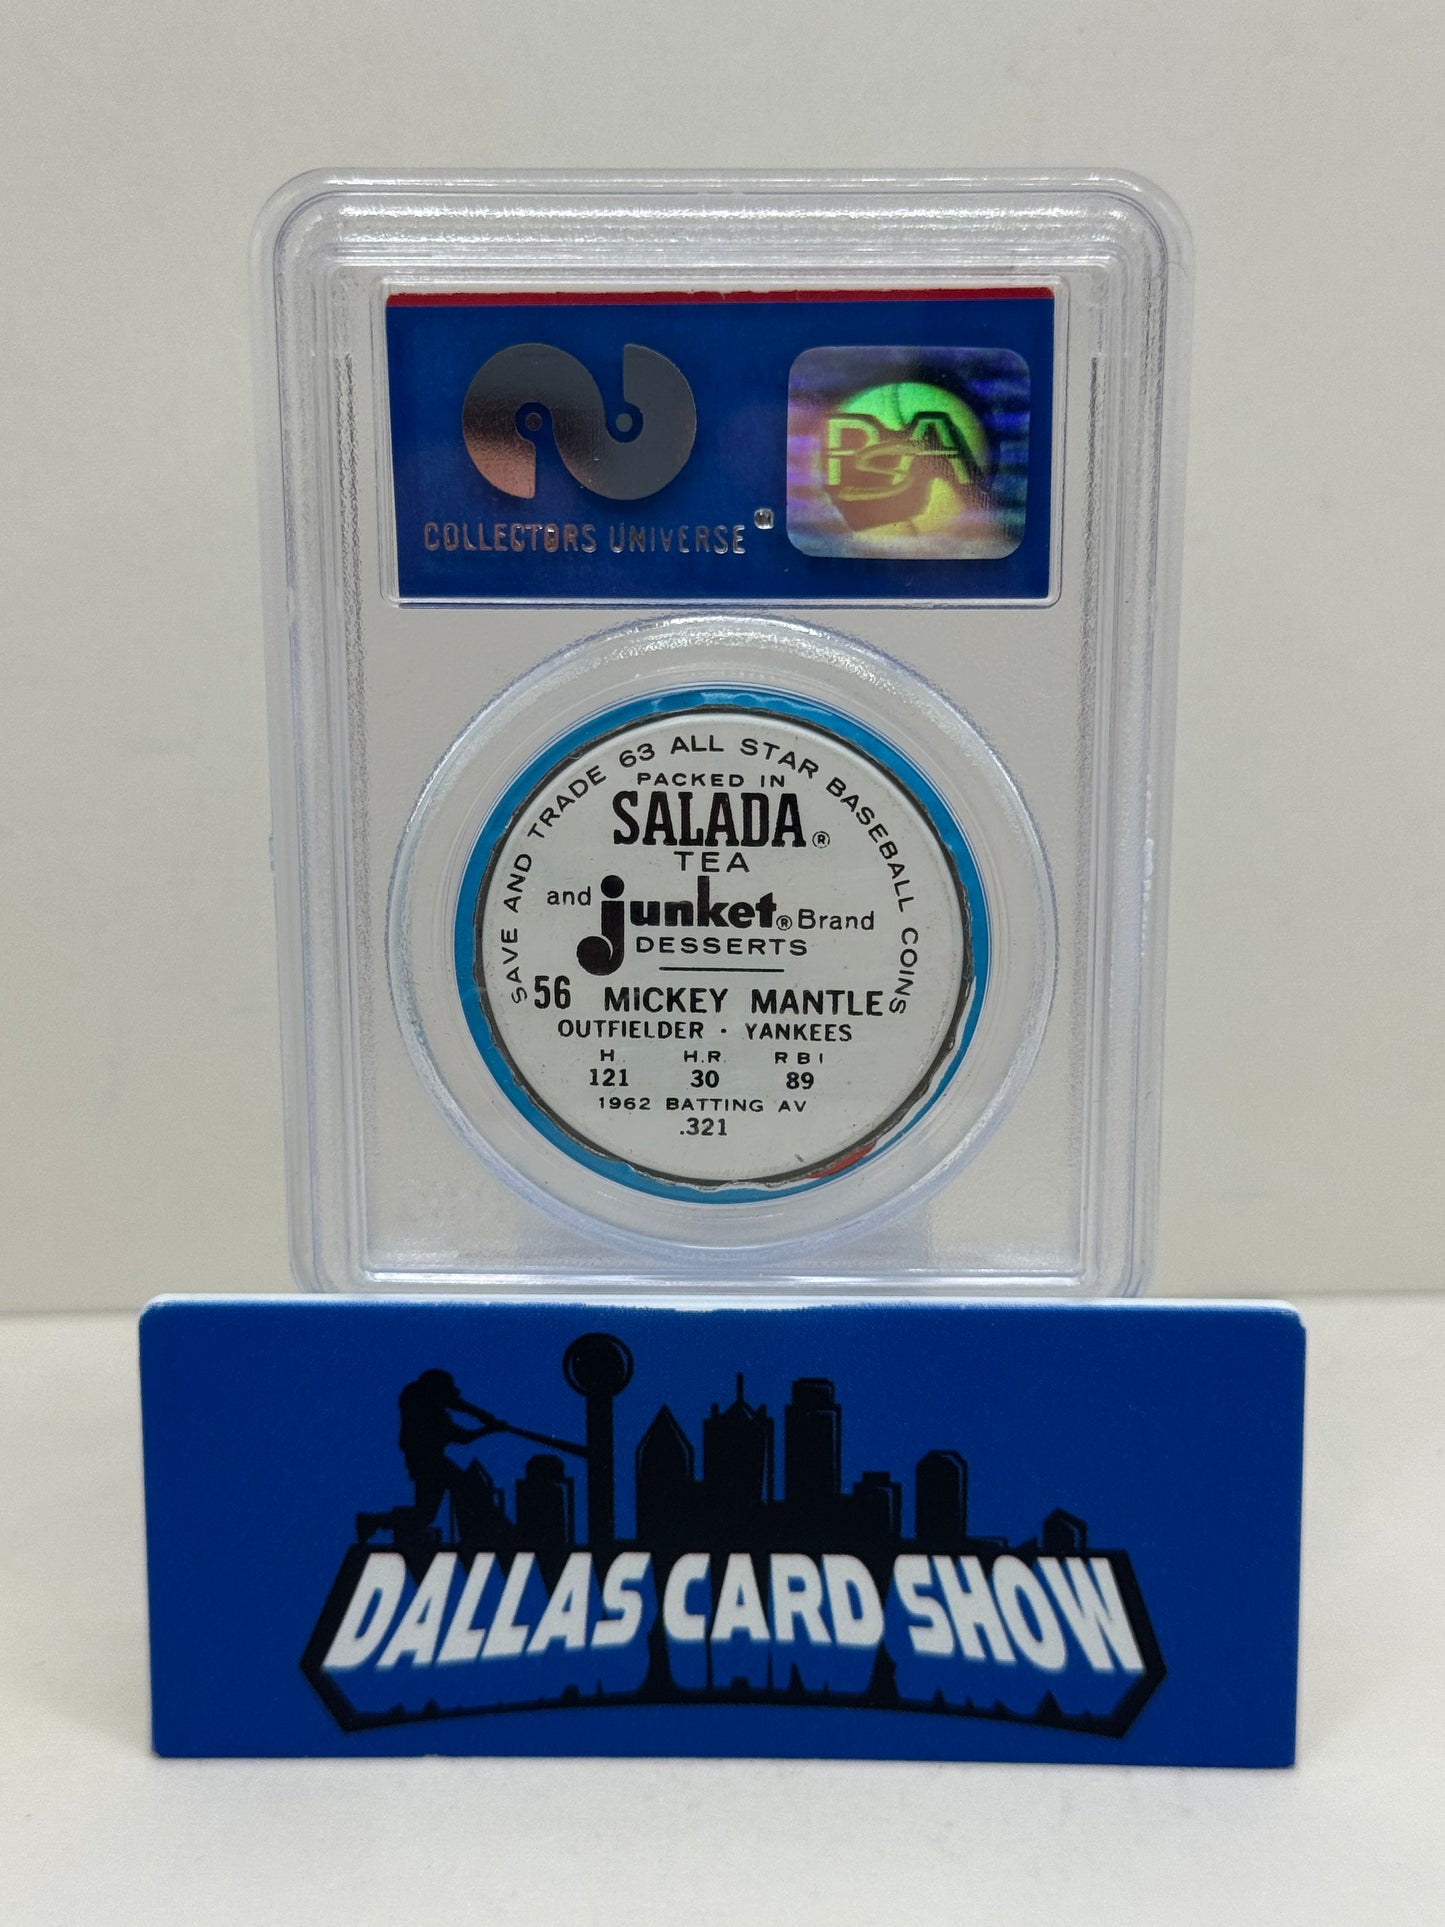 COLLECTORS UNIVERSE
PSA
SAVE AND TRADE 63 ALL STAR BASEBALL COINS
PACKED IN
SALADA®
TEA
and junket® Brand
DESSERTS
56 MICKEY MANTLE
OUTFIELDER · YANKEES
H. H.R. RBI
121 30 89
1962 BATTING AV
.321
DALLAS CARD SHOW